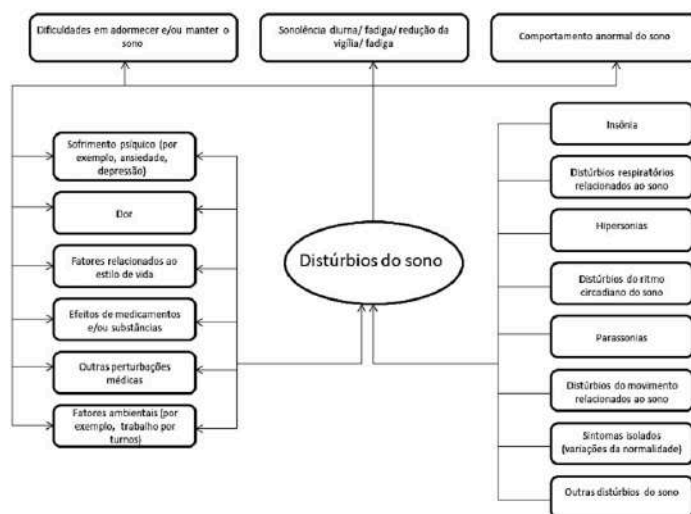 Dificuldades em adormecer e/ou manter o
sono
Sonolência diurna/ fadiga/ redução da
vigília/ fadiga
Comportamento anormal do sono
Sofrimento psíquico (por
exemplo, ansiedade,
depressão)
Dor
Fatores relacionados ao
estilo de vida
Efeitos de medicamentos
e/ou substâncias
Outras perturbações
médicas
Fatores ambientais (por
exemplo, trabalho por
turnos)
Distúrbios do sono
Insônia
Distúrbios respiratórios
relacionados ao sono
Hipersonias
Distúrbios do ritmo
circadiano do sono
Parassonias
Distúrbios do movimento
relacionados ao sono
Sintomas isolados
(variações da normalidade)
Outras distúrbios do sono